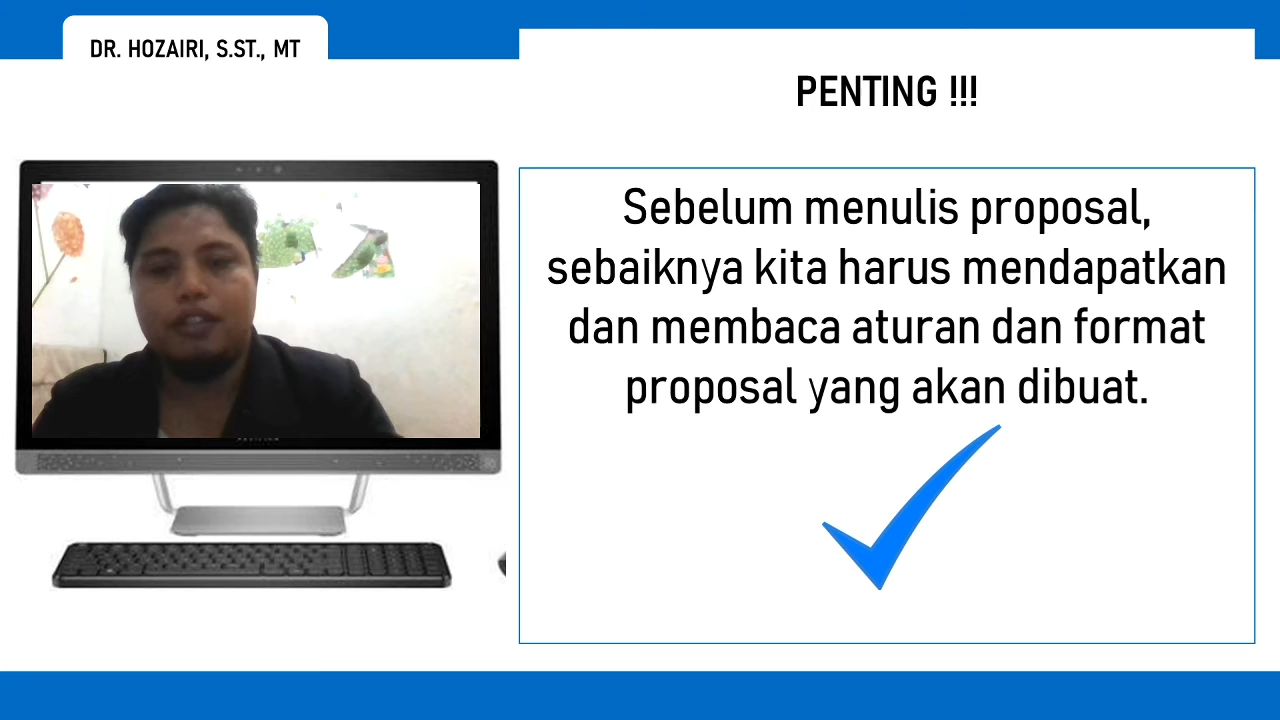 DR. HOZAIRI, S.ST., MT
PENTING !!!
Sebelum menulis proposal,
sebaiknya kita harus mendapatkan
dan membaca aturan dan format
proposal yang akan dibuat.